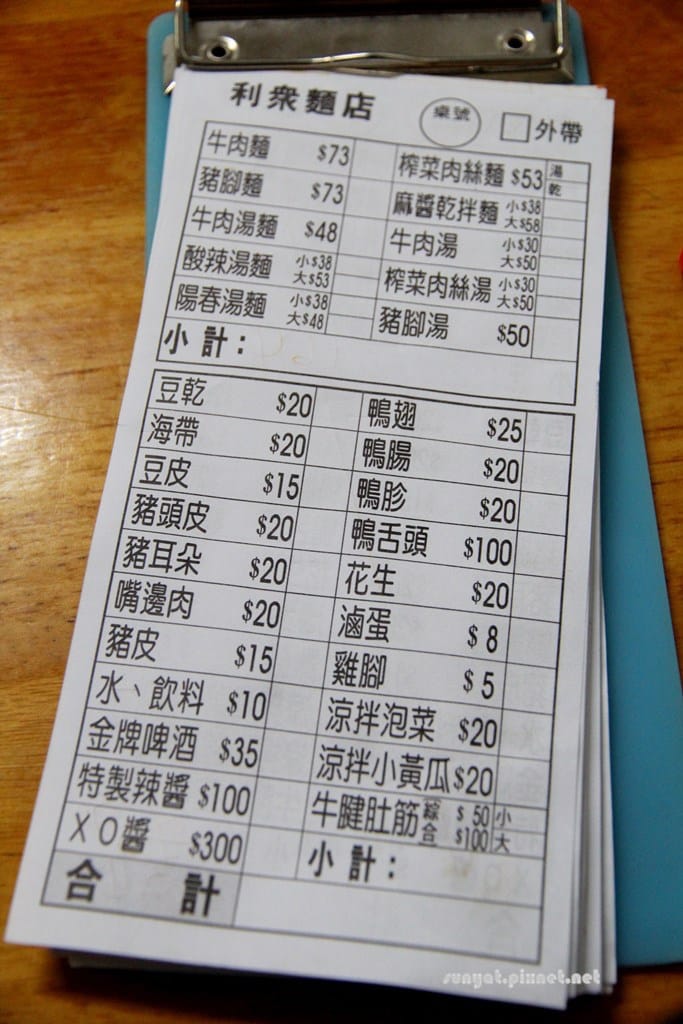 利衆麵店 桌號 外帶
牛肉麵 $73
豬腳麵 $73
牛肉湯麵 $48
酸辣湯麵 小$38 大$53
陽春湯麵 小$38 大$48
小計：
榨菜肉絲麵 $53 湯 乾
麻醬乾拌麵 小$38 大$58
牛肉湯 小$30 大$50
榨菜肉絲湯 小$30 大$50
豬腳湯 $50
豆乾 $20
海帶 $20
豆皮 $15
豬頭皮 $20
豬耳朵 $20
嘴邊肉 $20
豬皮 $15
水、飲料 $10
金牌啤酒 $35
特製辣醬 $100
XO醬 $300
合計
鴨翅 $25
鴨腸 $20
鴨胗 $20
鴨舌頭 $100
花生 $20
滷蛋 $8
雞腳 $5
涼拌泡菜 $20
涼拌小黃瓜 $20
牛腱肚筋 綜合 $50 小 $100 大
小計：
sunyat.pixnet.net